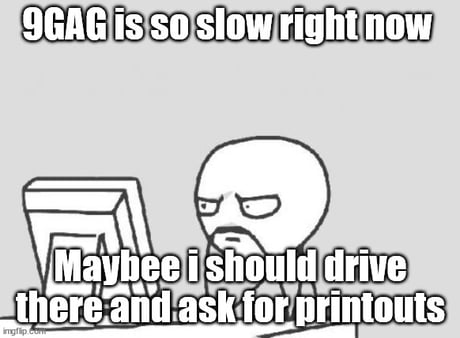 9GAG is so slow right now
Maybee i should drive
there and ask for printouts
imgflip.com